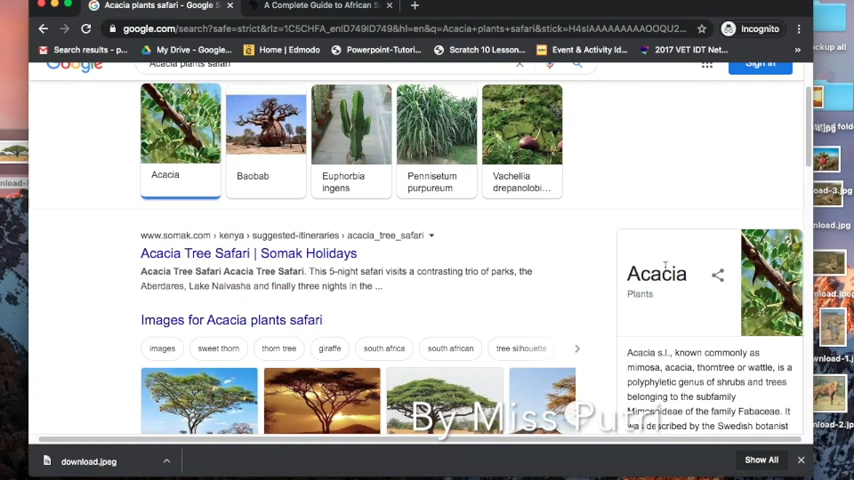 Acacia plants safari - Google S
A Complete Guide to African Sa
google.com/search?safe=strict&rlz=1C5CHFA_enID749ID749&hl=en&q=Acacia+plants+safari&stick=H4sIAAAAAAAAOOQU2...
Incognito
Search results - p...
My Drive - Google...
Home | Edmodo
Powerpoint-Tutori...
Scratch 10 Lesson...
Event & Activity Id...
2017 VET IDT Net...
Google
Acacia plants safari
Sign in
Acacia
Baobab
Euphorbia ingens
Pennisetum purpureum
Vachellia drepanolobi...
www.somak.com › kenya › suggested-itineraries › acacia_tree_safari
Acacia Tree Safari | Somak Holidays
Acacia Tree Safari Acacia Tree Safari. This 5-night safari visits a contrasting trio of parks, the
Aberdares, Lake Naivasha and finally three nights in the ...
Images for Acacia plants safari
images
sweet thorn
thorn tree
giraffe
south africa
south african
tree silhouette
Acacia
Plants
Acacia s.l., known commonly as
mimosa, acacia, thorntree or wattle, is a
polyphyletic genus of shrubs and trees
belonging to the subfamily
Mimosoideae of the family Fabaceae. It
was described by the Swedish botanist
By Miss Putri
download.jpeg
Show All